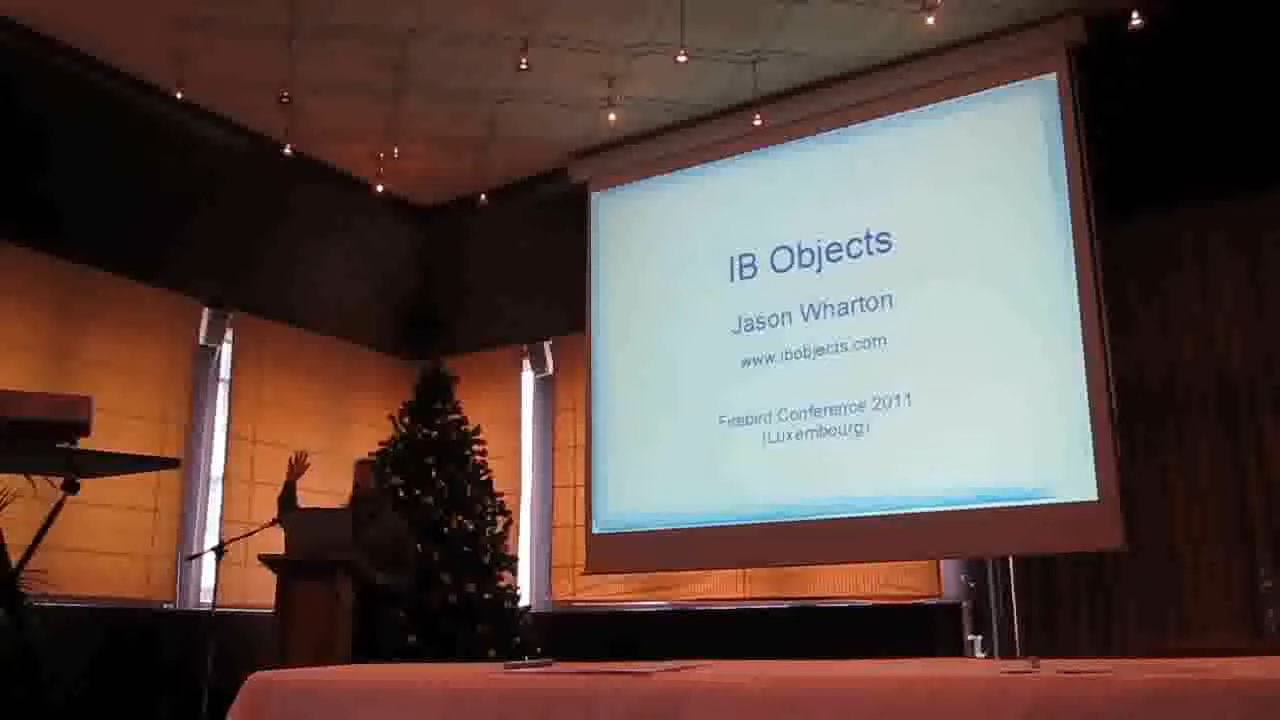 IB Objects
Jason Wharton
www.ibobjects.com
Firebird Conference 2011
(Luxembourg)